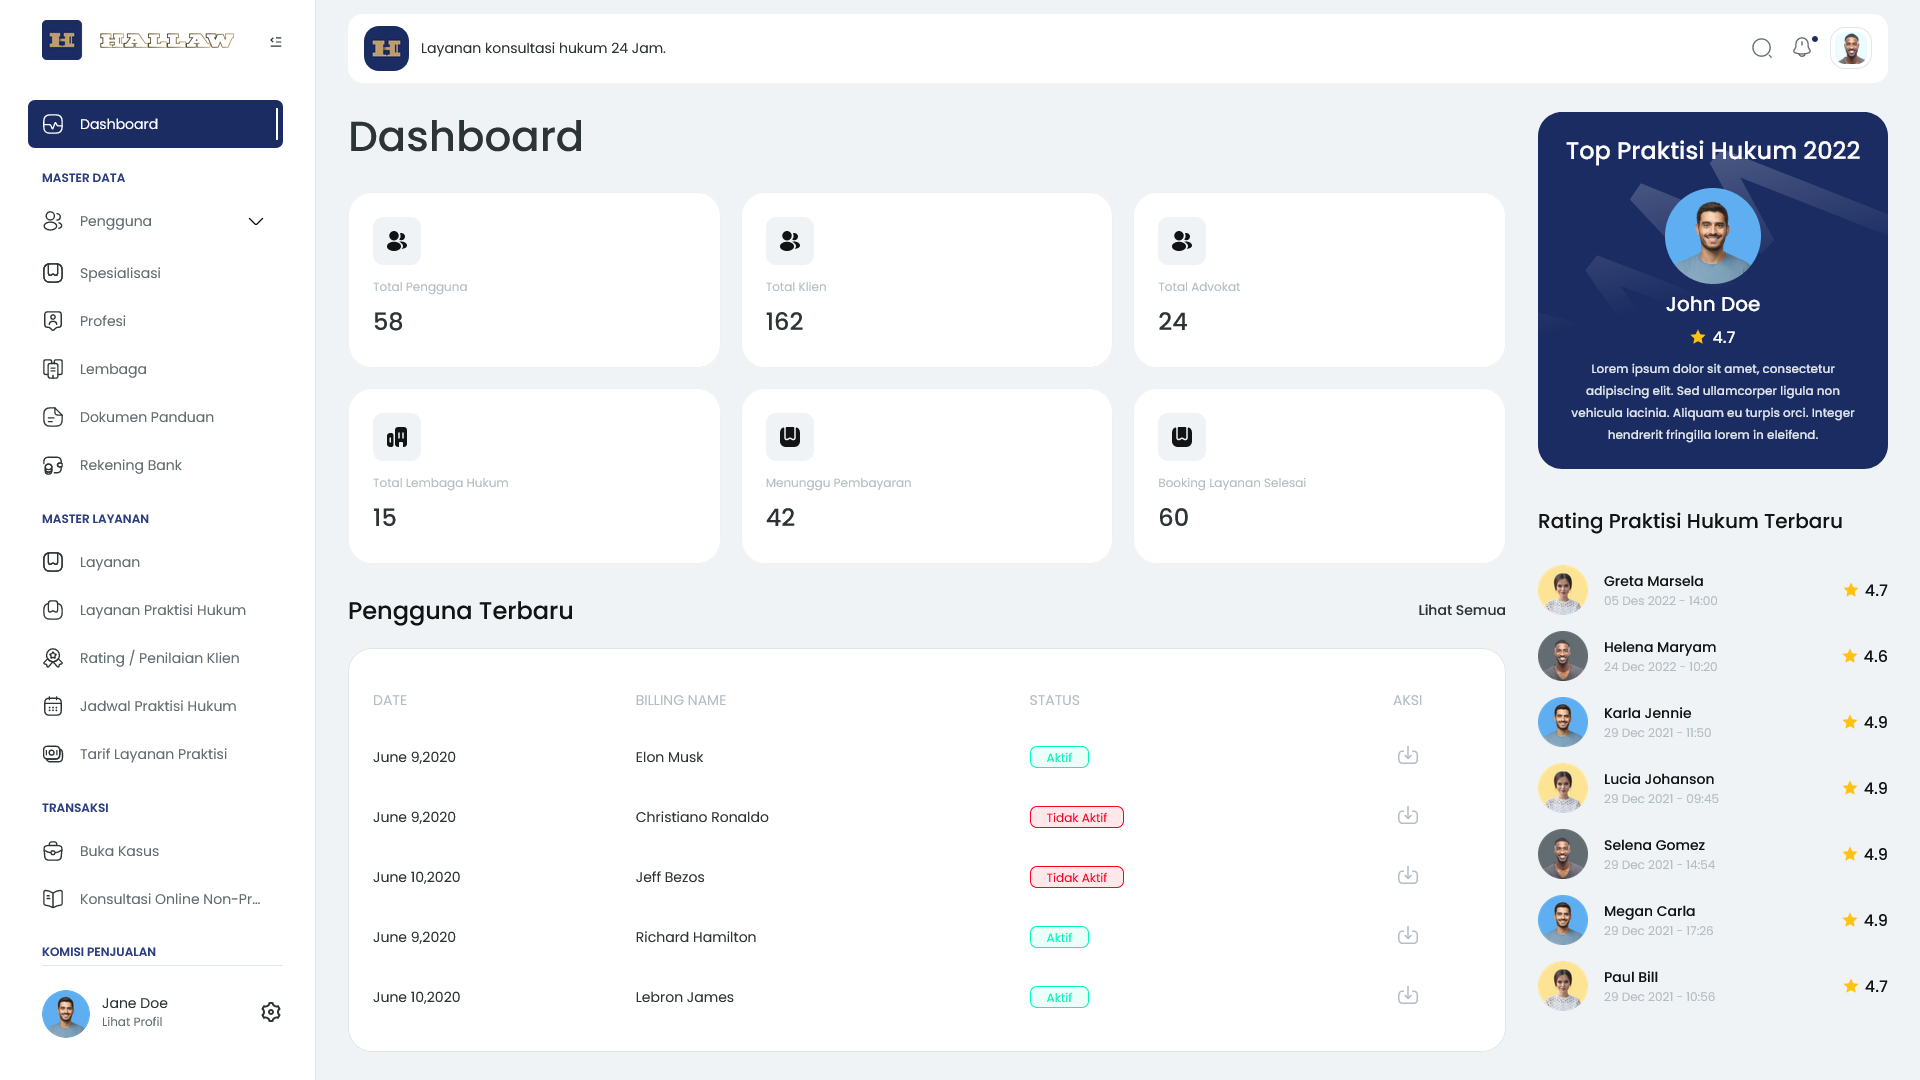 H HALLAW
Dashboard
MASTER DATA
Pengguna
Spesialisasi
Profesi
Lembaga
Dokumen Panduan
Rekening Bank
MASTER LAYANAN
Layanan
Layanan Praktisi Hukum
Rating / Penilaian Klien
Jadwal Praktisi Hukum
Tarif Layanan Praktisi
TRANSAKSI
Buka Kasus
Konsultasi Online Non-Pr...
KOMISI PENJUALAN
Jane Doe
Lihat Profil
H Layanan konsultasi hukum 24 Jam.
Dashboard
Total Pengguna
58
Total Klien
162
Total Advokat
24
Total Lembaga Hukum
15
Menunggu Pembayaran
42
Booking Layanan Selesai
60
Pengguna Terbaru
Lihat Semua
DATE BILLING NAME STATUS AKSI
June 9,2020 Elon Musk Aktif
June 9,2020 Christiano Ronaldo Tidak Aktif
June 10,2020 Jeff Bezos Tidak Aktif
June 9,2020 Richard Hamilton Aktif
June 10,2020 Lebron James Aktif
Top Praktisi Hukum 2022
John Doe
4.7
Lorem ipsum dolor sit amet, consectetur
adipiscing elit. Sed ullamcorper ligula non
vehicula lacinia. Aliquam eu turpis orci. Integer
hendrerit fringilla lorem in eleifend.
Rating Praktisi Hukum Terbaru
Greta Marsela
05 Des 2022 - 14:00
4.7
Helena Maryam
24 Dec 2022 - 10:20
4.6
Karla Jennie
29 Dec 2021 - 11:50
4.9
Lucia Johanson
29 Dec 2021 - 09:45
4.9
Selena Gomez
29 Dec 2021 - 14:54
4.9
Megan Carla
29 Dec 2021 - 17:26
4.9
Paul Bill
29 Dec 2021 - 10:56
4.7